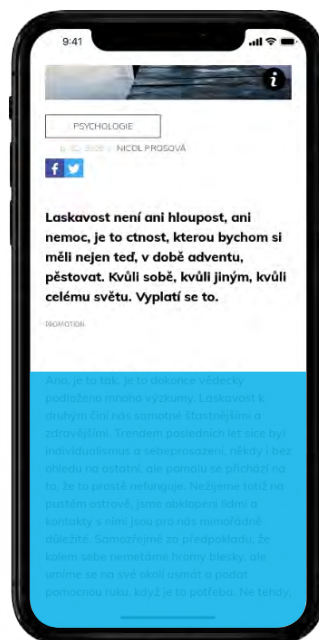 9:41
PSYCHOLOGIE
NICOL PROSOVÁ
Laskavost není ani hloupost, ani
nemoc, je to ctnost, kterou bychom si
měli nejen teď, v době adventu,
pěstovat. Kvůli sobě, kvůli jiným, kvůli
celému světu. Vyplatí se to.
PROMOTION
Ano, je to tak. Je to dokonce vědecky
podloženo mnoha výzkumy. Laskavost k
druhým činí nás samotné šťastnějšími a
zdravějšími. Trendem posledních let sice byl
individualismus a sebeprosazení, někdy i bez
ohledu na ostatní, ale pomalu se přichází na
to, že to prostě nefunguje. Nežijeme totiž na
pustém ostrově, jsme obklopeni lidmi a
kontakty s nimi jsou pro nás mimořádně
důležité. Samozřejmě za předpokladu, že
kolem sebe nemetáme hromy blesky, ale
umíme se na své okolí usmát a podat
pomocnou ruku, když je to potřeba. Ne tehdy,